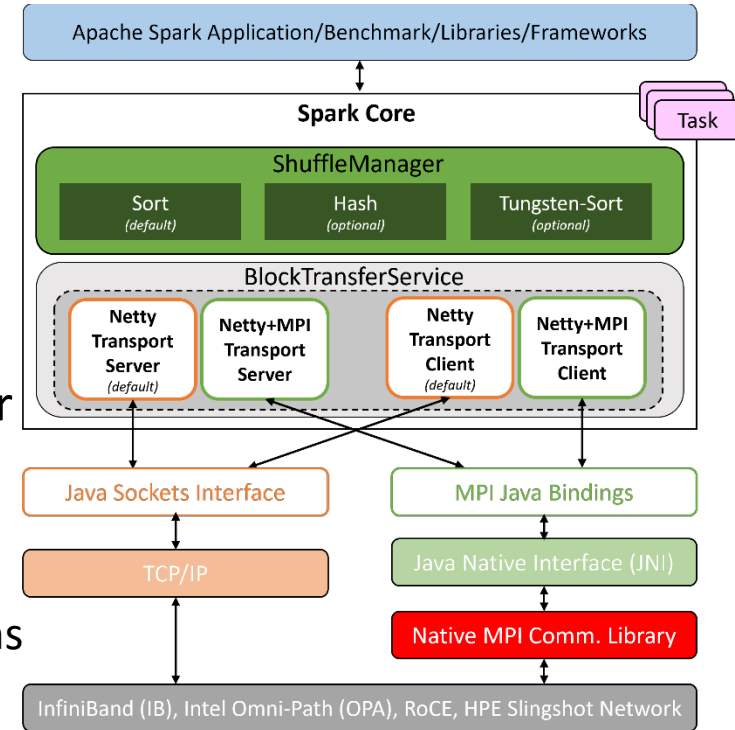 Apache Spark Application/Benchmark/Libraries/Frameworks
Spark Core
Task
ShuffleManager
Sort
(default)
Hash
(optional)
Tungsten-Sort
(optional)
BlockTransferService
Netty
Transport
Server
(default)
Netty+MPI
Transport
Server
Netty
Transport
Client
(default)
Netty+MPI
Transport
Client
Java Sockets Interface
MPI Java Bindings
TCP/IP
Java Native Interface (JNI)
Native MPI Comm. Library
InfiniBand (IB), Intel Omni-Path (OPA), RoCE, HPE Slingshot Network